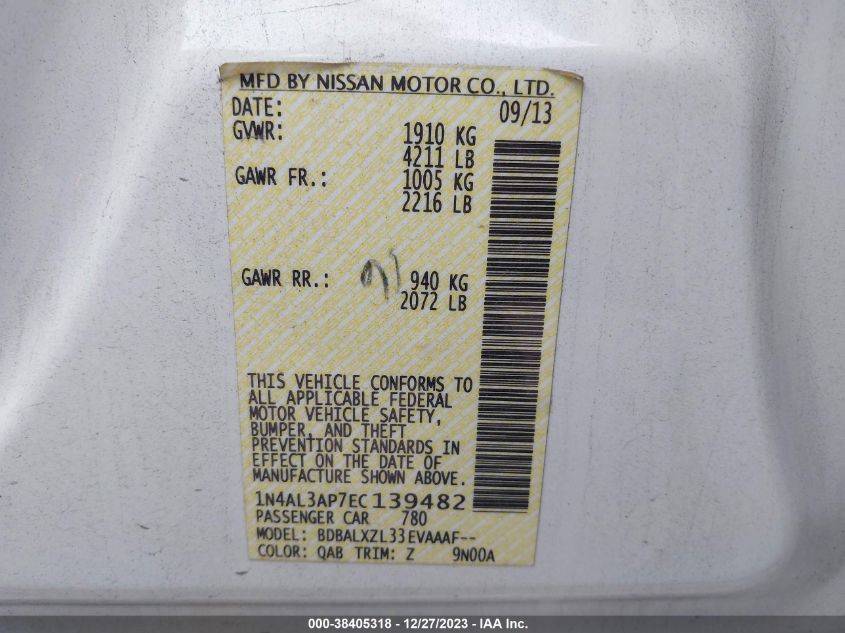 MFD BY NISSAN MOTOR CO., LTD.
DATE: 09/13
GVWR: 1910 KG
4211 LB
GAWR FR.: 1005 KG
2216 LB
GAWR RR.: 940 KG
2072 LB
THIS VEHICLE CONFORMS TO
ALL APPLICABLE FEDERAL
MOTOR VEHICLE SAFETY,
BUMPER, AND THEFT
PREVENTION STANDARDS IN
EFFECT ON THE DATE OF
MANUFACTURE SHOWN ABOVE.
1N4AL3AP7EC139482
PASSENGER CAR 780
MODEL: BDBALXZL33EVAAAF--
COLOR: QAB TRIM: Z 9N00A
000-38405318 - 12/27/2023 - IAA Inc.